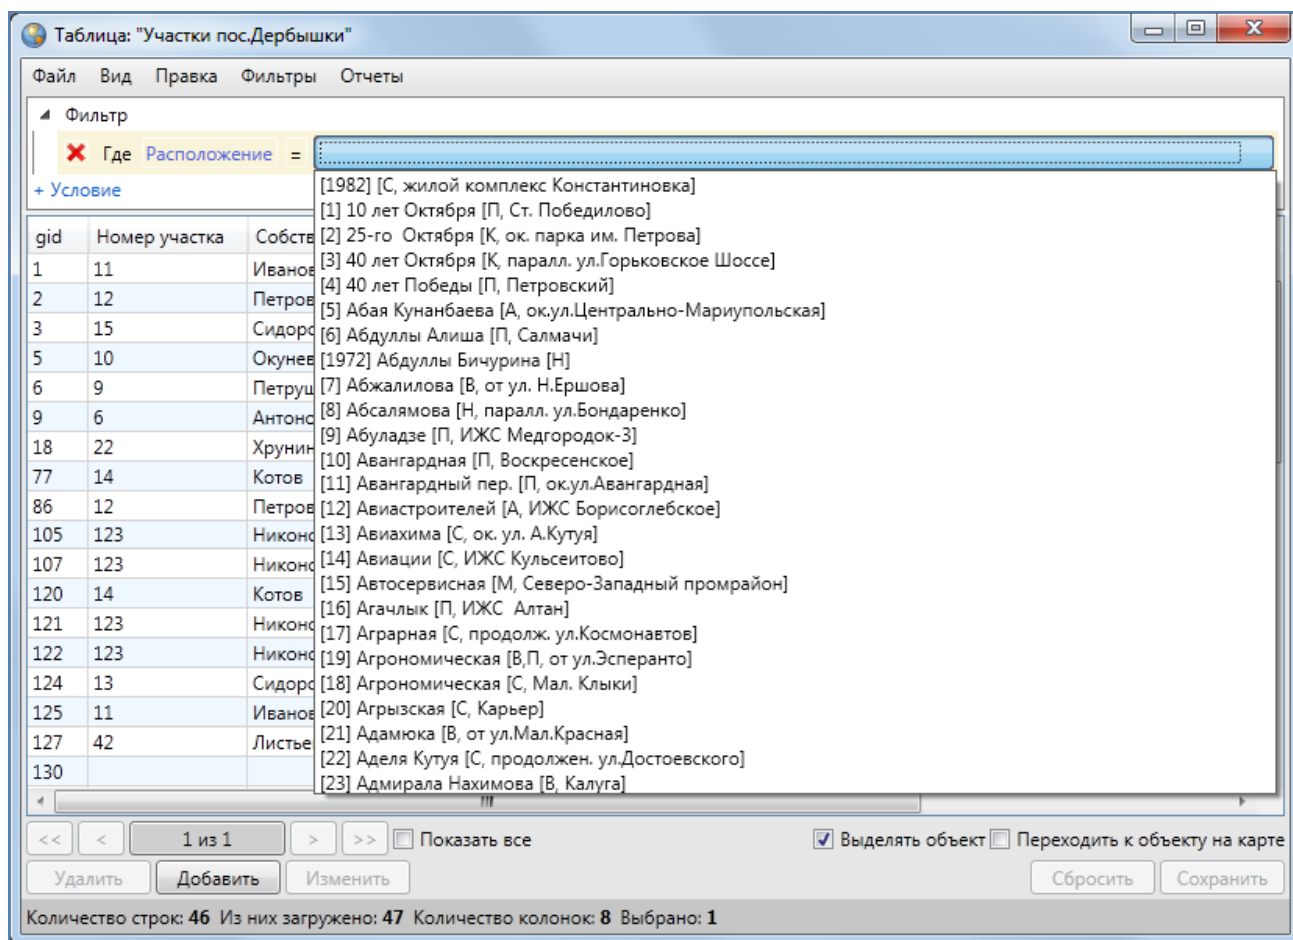 Таблица: "Участки пос.Дербышки"
Файл Вид Правка Фильтры Отчеты
Фильтр
Где Расположение =
+ Условие
[1982] [С, жилой комплекс Константиновка]
[1] 10 лет Октября [П, Ст. Победилово]
[2] 25-го  Октября [К, ок. парка им. Петрова]
[3] 40 лет Октября [К, паралл. ул.Горьковское Шоссе]
[4] 40 лет Победы [П, Петровский]
[5] Абая Кунанбаева [А, ок.ул.Центрально-Мариупольская]
[6] Абдуллы Алиша [П, Салмачи]
[1972] Абдуллы Бичурина [Н]
[7] Абжалилова [В, от ул. Н.Ершова]
[8] Абсалямова [Н, паралл. ул.Бондаренко]
[9] Абуладзе [П, ИЖС Медгородок-3]
[10] Авангардная [П, Воскресенское]
[11] Авангардный пер. [П, ок.ул.Авангардная]
[12] Авиастроителей [А, ИЖС Борисоглебское]
[13] Авиахима [С, ок. ул. А.Кутуя]
[14] Авиации [С, ИЖС Кульсеитово]
[15] Автосервисная [М, Северо-Западный промрайон]
[16] Агачлык [П, ИЖС  Алтан]
[17] Аграрная [С, продолж. ул.Космонавтов]
[19] Агрономическая [В,П, от ул.Эсперанто]
[18] Агрономическая [С, Мал. Клыки]
[20] Агрызская [С, Карьер]
[21] Адамюка [В, от ул.Мал.Красная]
[22] Аделя Кутуя [С, продолжен. ул.Достоевского]
[23] Адмирала Нахимова [В, Калуга]
gid Номер участка Собств
1 11 Иванов
2 12 Петров
3 15 Сидоро
5 10 Окунев
6 9 Петруш
9 6 Антоно
18 22 Хрунин
77 14 Котов
86 12 Петров
105 123 Никоно
107 123 Никоно
120 14 Котов
121 123 Никоно
122 123 Никоно
124 13 Сидоро
125 11 Иванов
127 42 Листье
130
<< < 1 из 1 > >> Показать все Выделять объект Переходить к объекту на карте
Удалить Добавить Изменить Сбросить Сохранить
Количество строк: 46 Из них загружено: 47 Количество колонок: 8 Выбрано: 1